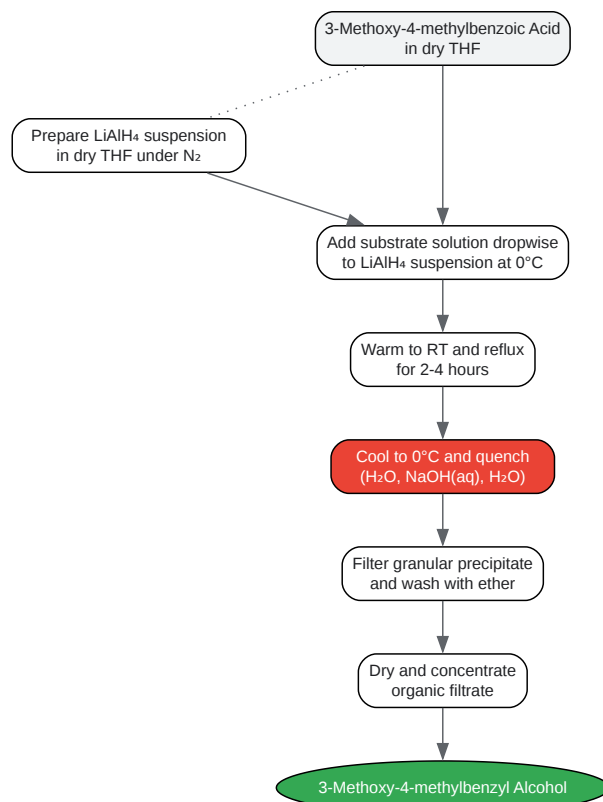 3-Methoxy-4-methylbenzoic Acid
in dry THF
Prepare LiAlH₄ suspension
in dry THF under N₂
Add substrate solution dropwise
to LiAlH₄ suspension at 0°C
Warm to RT and reflux
for 2-4 hours
Cool to 0°C and quench
(H₂O, NaOH(aq), H₂O)
Filter granular precipitate
and wash with ether
Dry and concentrate
organic filtrate
3-Methoxy-4-methylbenzyl Alcohol